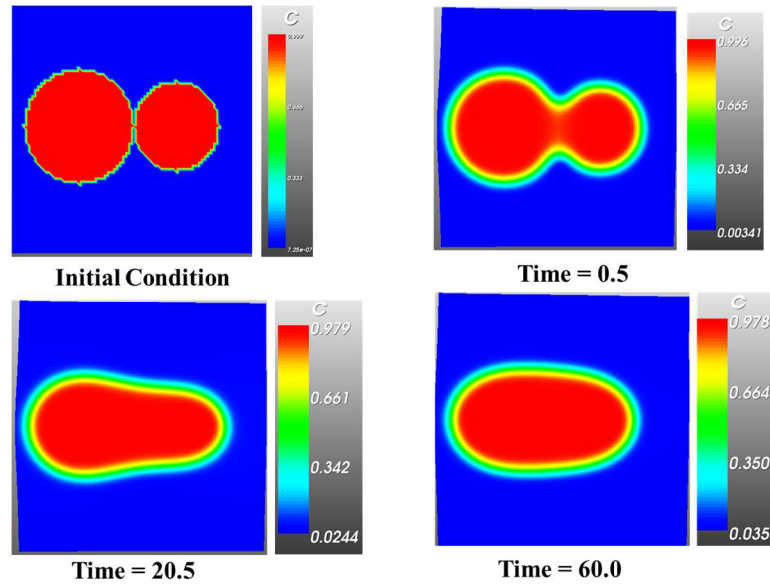 C
0.999
0.666
0.333
7.25e-07
Initial Condition
C
0.996
0.665
0.334
0.00341
Time = 0.5
C
0.979
0.661
0.342
0.0244
Time = 20.5
C
0.978
0.664
0.350
0.035
Time = 60.0